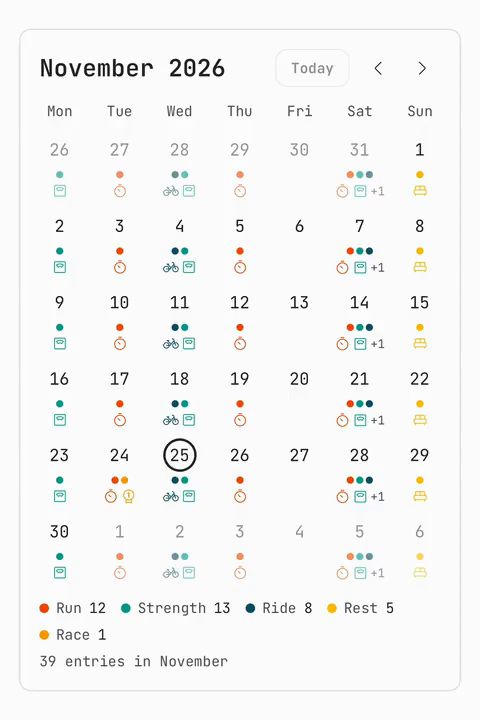 November 2026 Today
Mon Tue Wed Thu Fri Sat Sun
26 27 28 29 30 31 1
+1
2 3 4 5 6 7 8
+1
9 10 11 12 13 14 15
+1
16 17 18 19 20 21 22
+1
23 24 25 26 27 28 29
1 +1
30 1 2 3 4 5 6
+1
Run 12 Strength 13 Ride 8 Rest 5
Race 1
39 entries in November